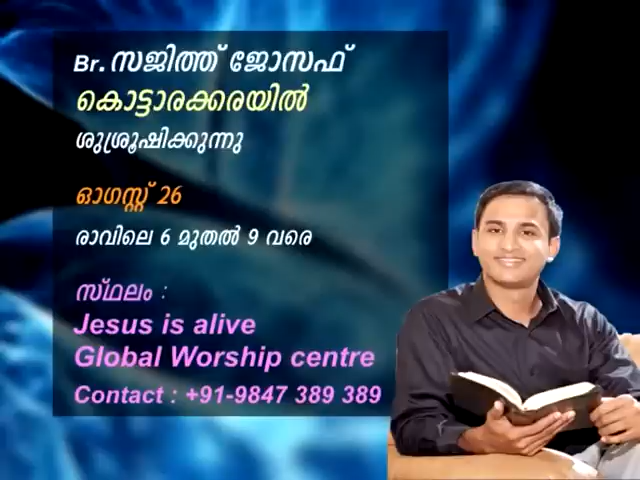 Br. സജിത്ത് ജോസഫ്
കൊട്ടാരക്കരയിൽ
ശുശ്രൂഷിക്കുന്നു
ഓഗസ്റ്റ് 26
രാവിലെ 6 മുതൽ 9 വരെ
സ്ഥലം :
Jesus is alive
Global Worship centre
Contact : +91-9847 389 389